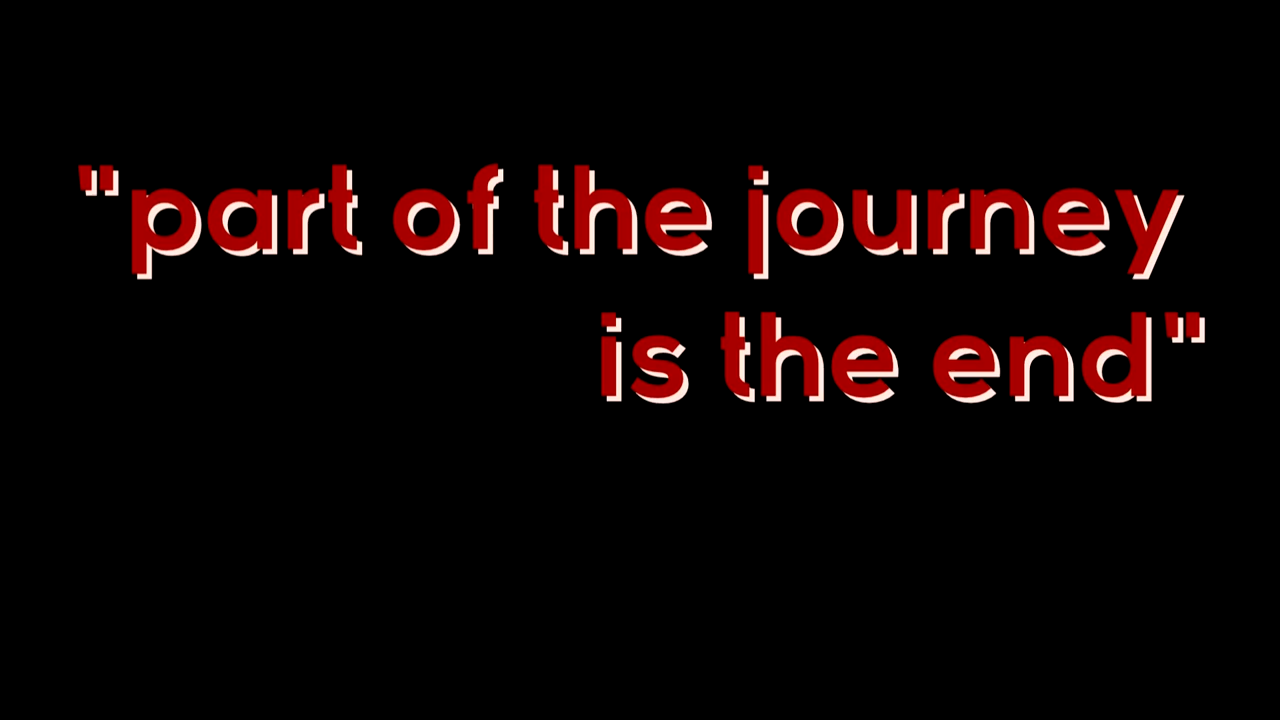 "part of the journey
is the end"